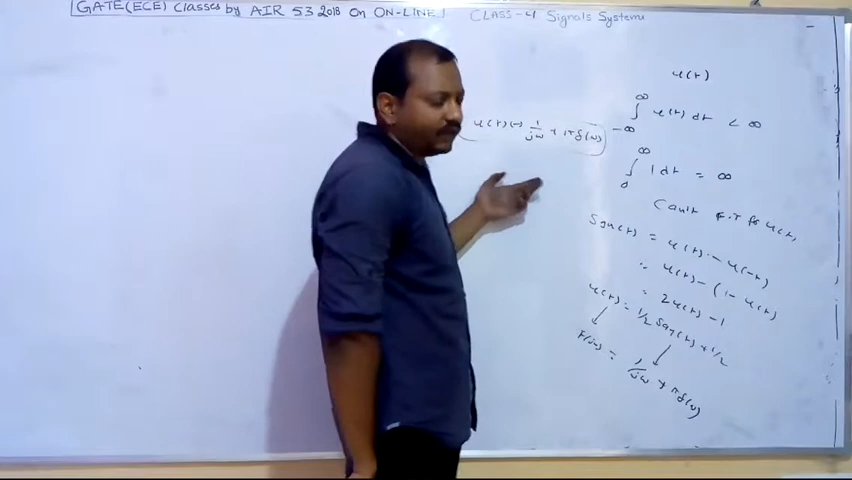 GATE(ECE) Classes by AIR 53 2018 on ON-LINE! CLASS-4 Signals Systems
u(t)
∞
∫ u(t) dt < ∞
-∞
u(t) ↔ 1/jω + πδ(ω)
∞
∫ 1 dt = ∞
0
F.T for u(t),
Sgn(t) = u(t) - u(-t)
= u(t) - (1 - u(t)
= 2u(t) - 1
u(t) = 1/2 Sgn(t) + 1/2
F(jω) = 1/jω + πδ(ω)